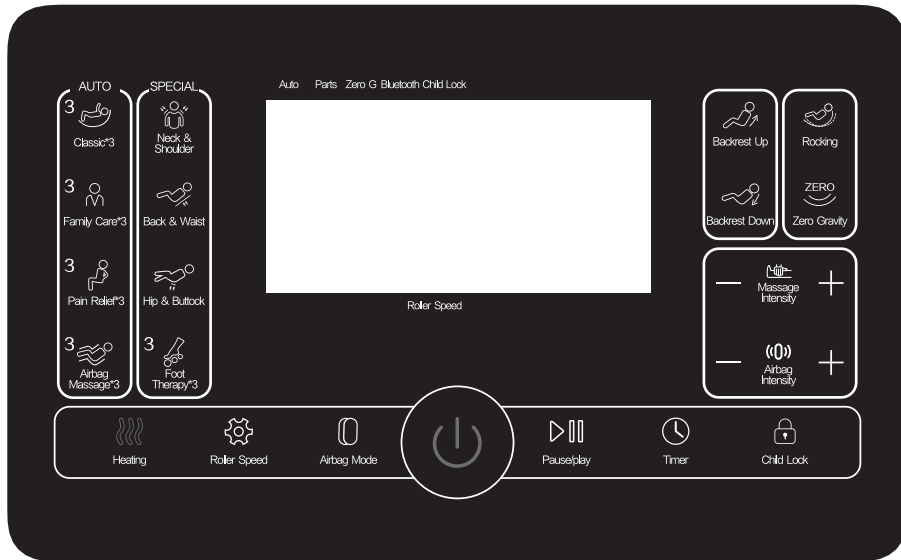 AUTO
3
Classic*3
3
Family Care*3
3
Pain Relief*3
3
Airbag
Massage*3
SPECIAL
Neck &
Shoulder
Back & Waist
Hip & Buttock
3
Foot
Therapy*3
Auto Parts Zero G Bluetooth Child Lock
Roller Speed
Backrest Up
Backrest Down
Rocking
ZERO
Zero Gravity
Massage
Intensity
Airbag
Intensity
Heating
Roller Speed
Airbag Mode
Pause/play
Timer
Child Lock